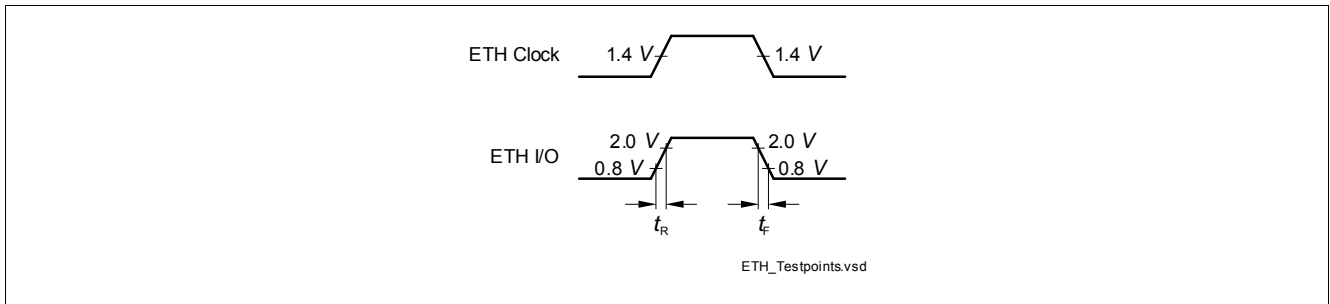 ETH Clock 1.4 V 1.4 V
2.0 V 2.0 V
ETH I/O
0.8 V 0.8 V
tR tF
ETH_Testpoints.vsd